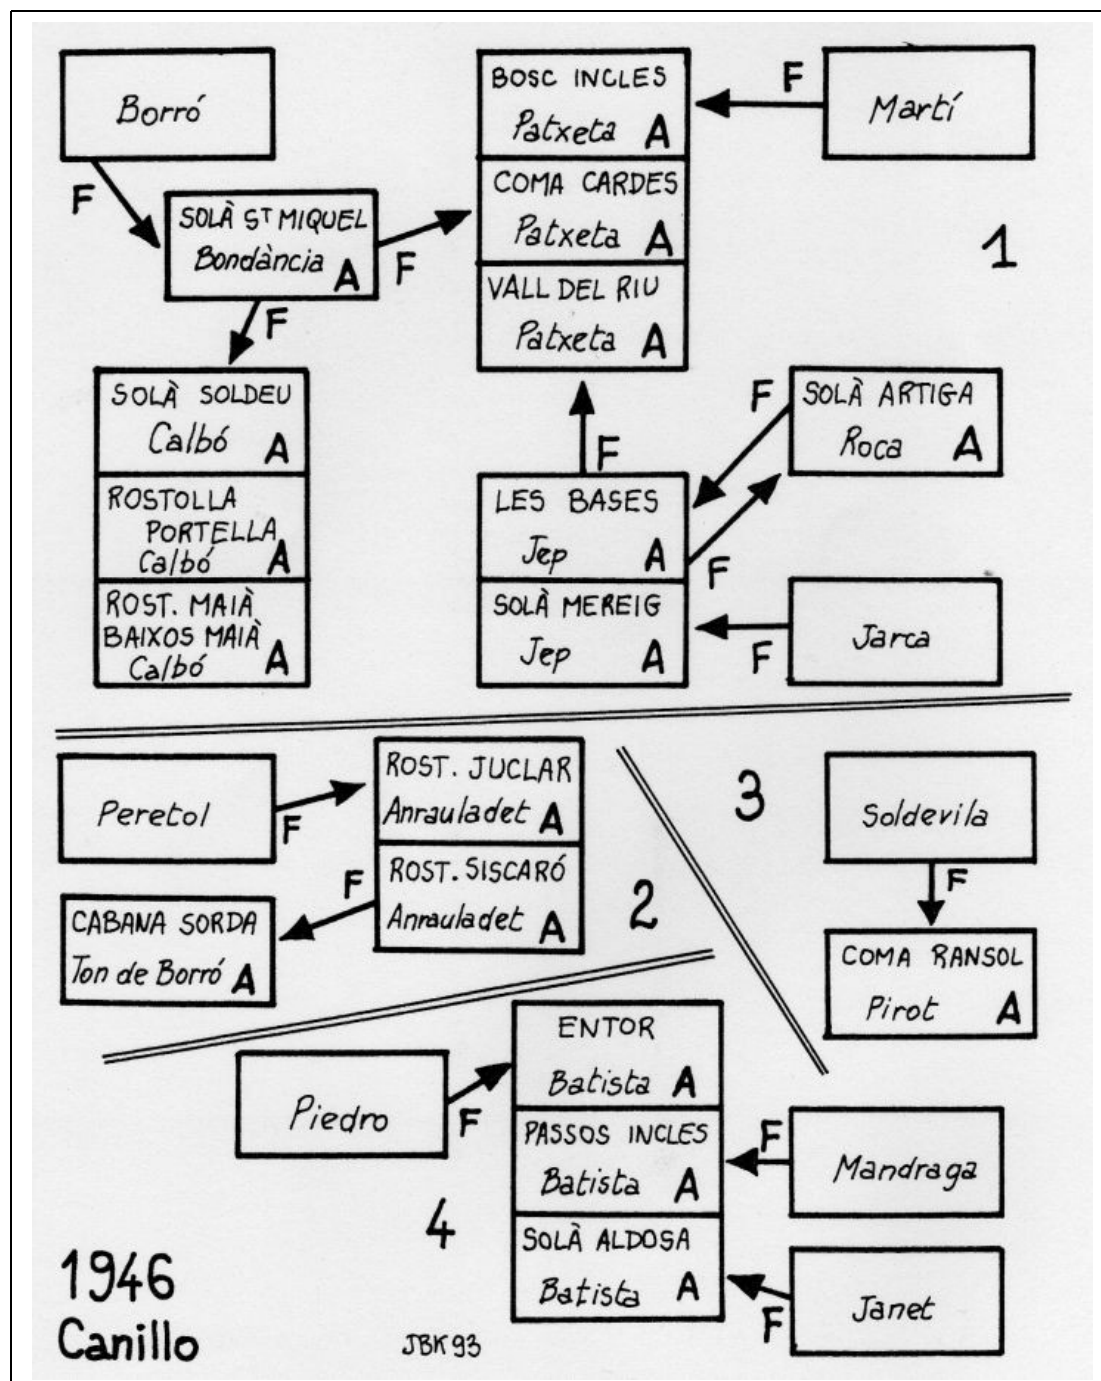 Borró
F
BOSC INCLES
Patxeta A
F
Martí
SOLÀ ST MIQUEL
Bondància A
F
COMA CARDES
Patxeta A
1
VALL DEL RIU
Patxeta A
F
SOLÀ SOLDEU
Calbó A
ROSTOLLA
PORTELLA
Calbó A
ROST. MAIÀ
BAIXOS MAIÀ
Calbó A
F
F
SOLÀ ARTIGA
Roca A
LES BASES
Jep A
F
SOLÀ MEREIG
Jep A
F
Jarca
Peretol
F
ROST. JUCLAR
Anrauladet A
ROST. SISCARÓ
Anrauladet A
F
CABANA SORDA
Ton de Borró A
2
3
Soldevila
F
COMA RANSOL
Pirot A
Piedro
F
ENTOR
Batista A
PASSOS INCLES
Batista A
F
Mandraga
SOLÀ ALDOSA
Batista A
F
Janet
4
1946
Canillo
JBK93